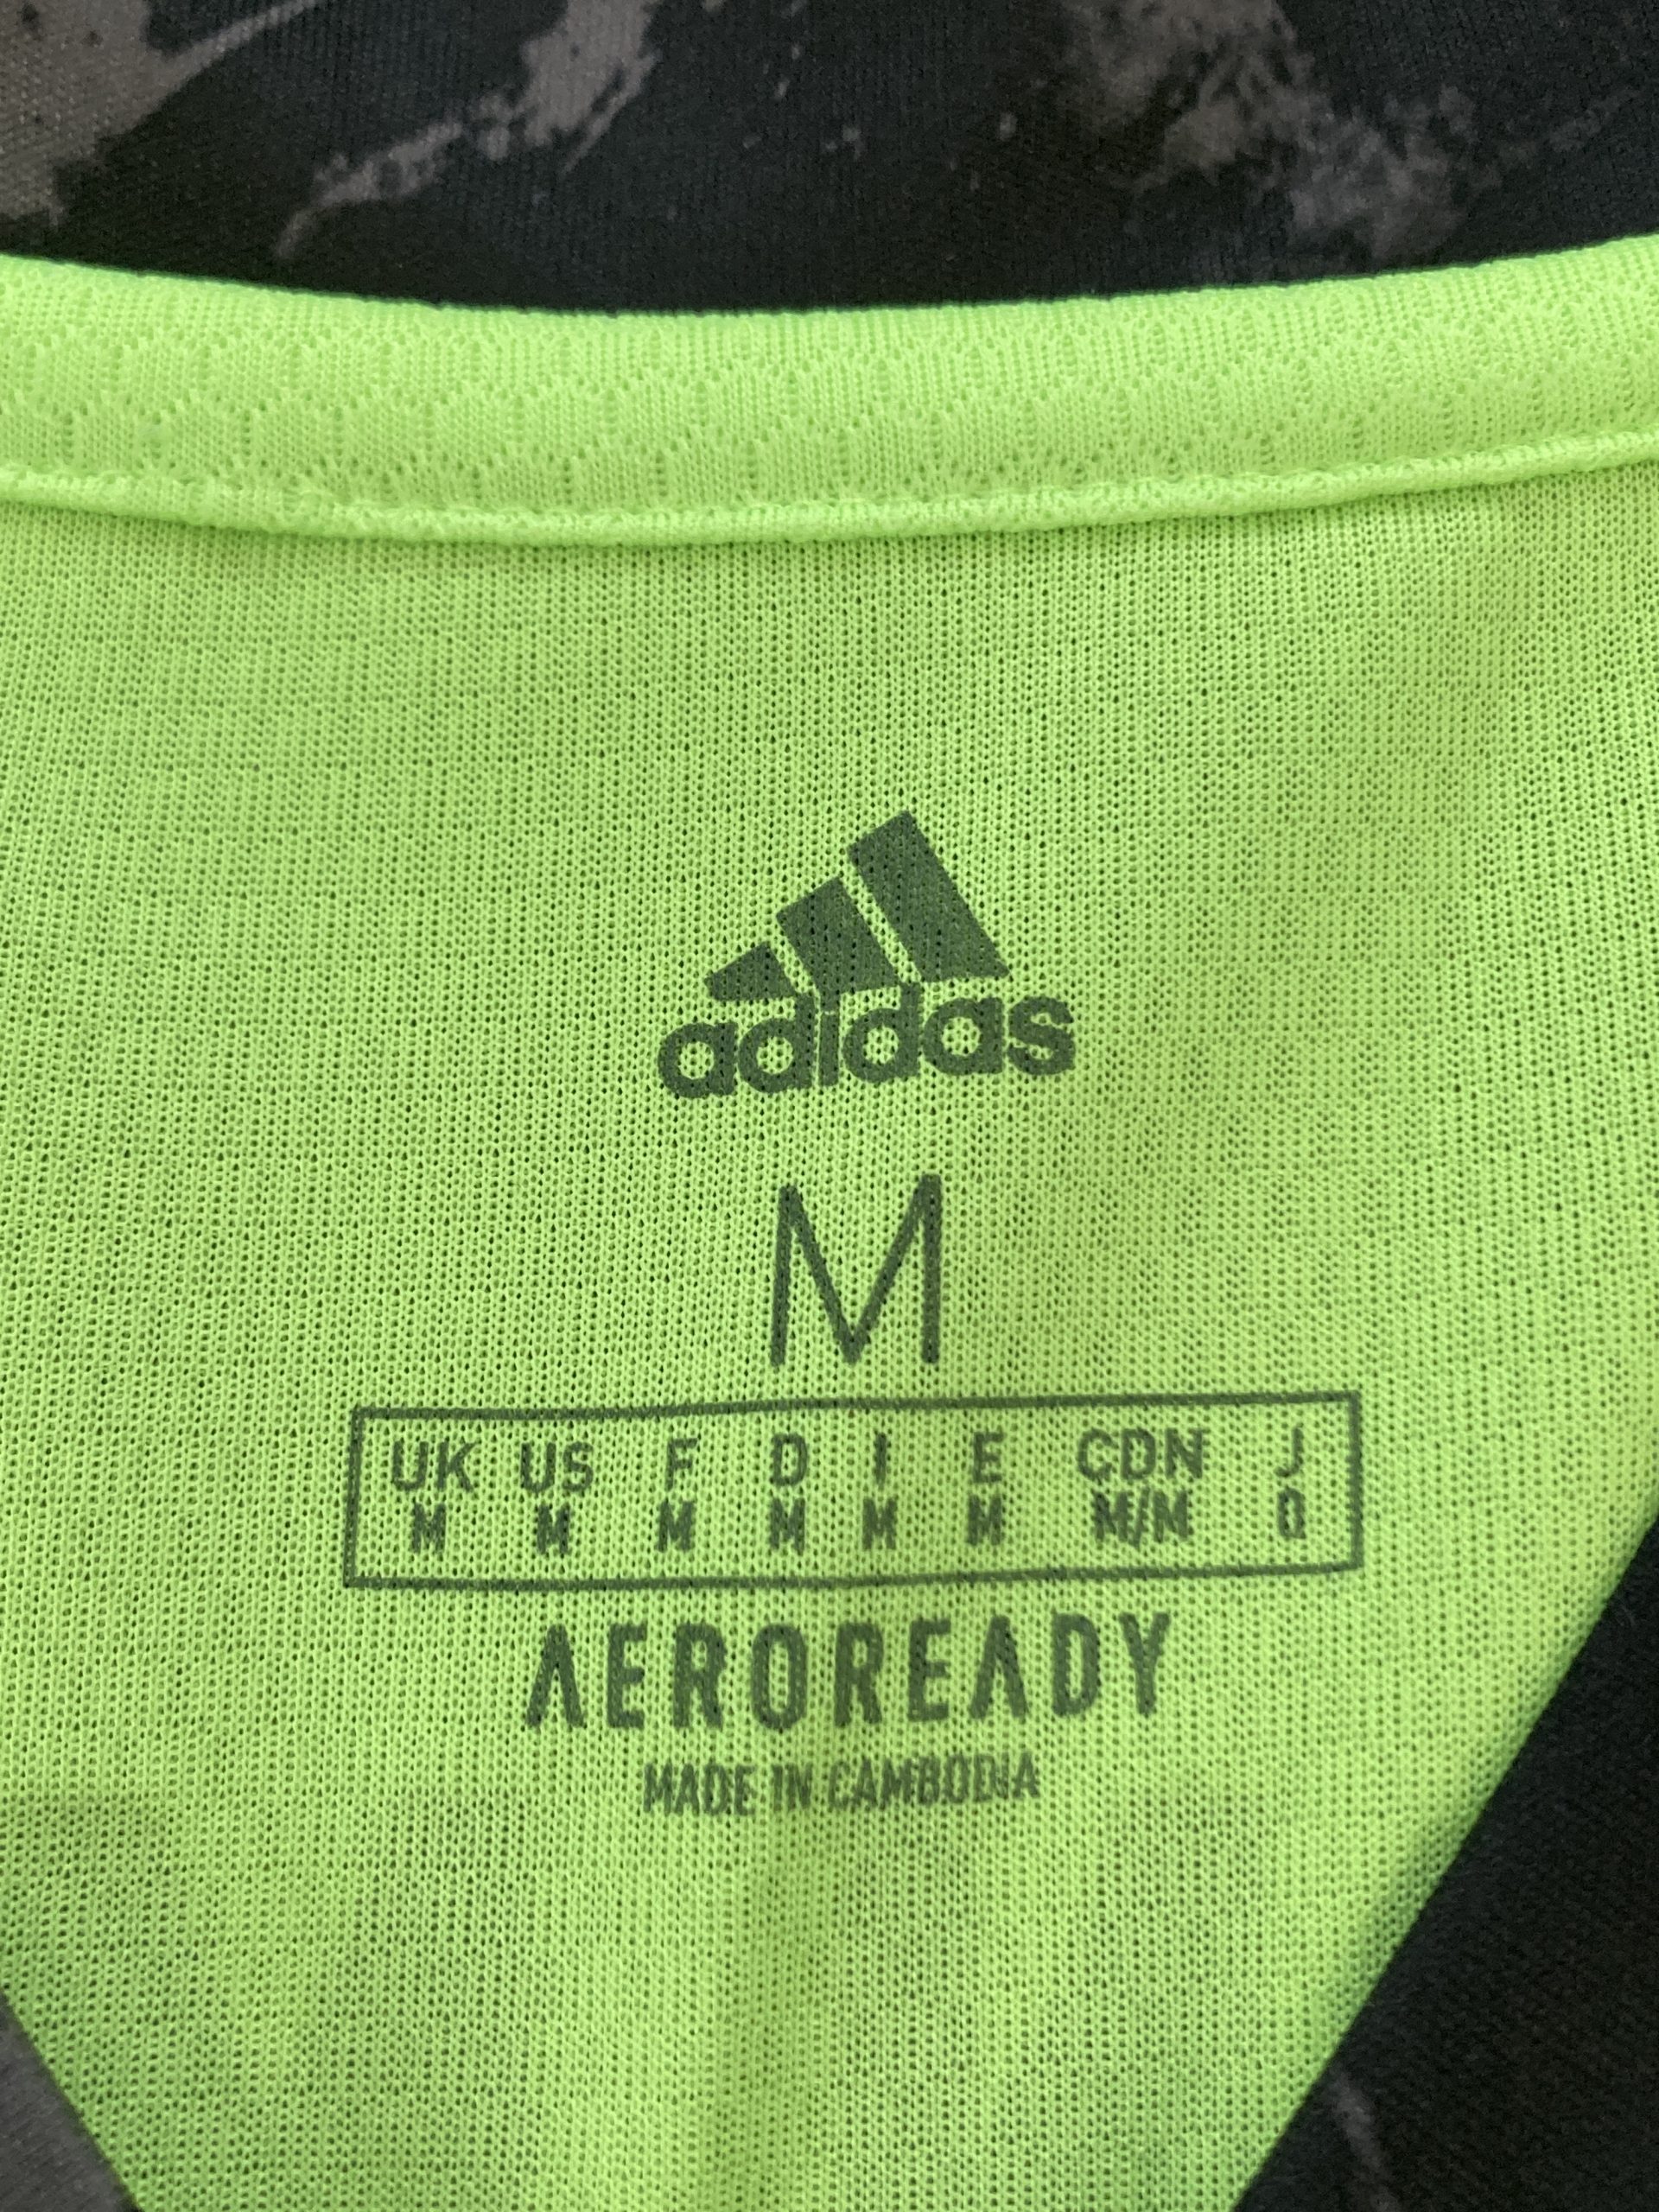 adidas
M
UK US F D I E CDN J
M M M M M M M/M O
AEROREADY
MADE IN CAMBODIA